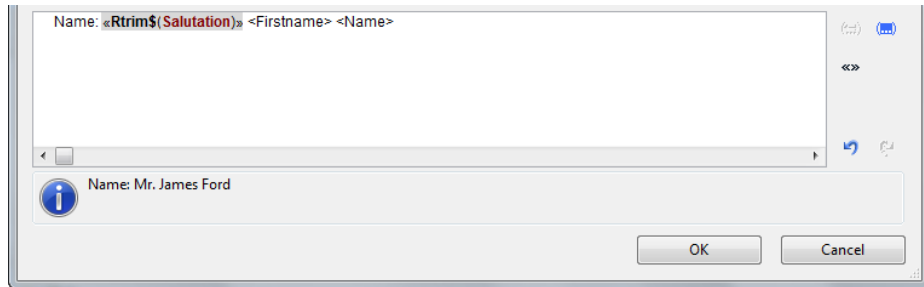 Name: «Rtrim$(Salutation)» <Firstname> <Name>
«»
Name: Mr. James Ford
OK
Cancel